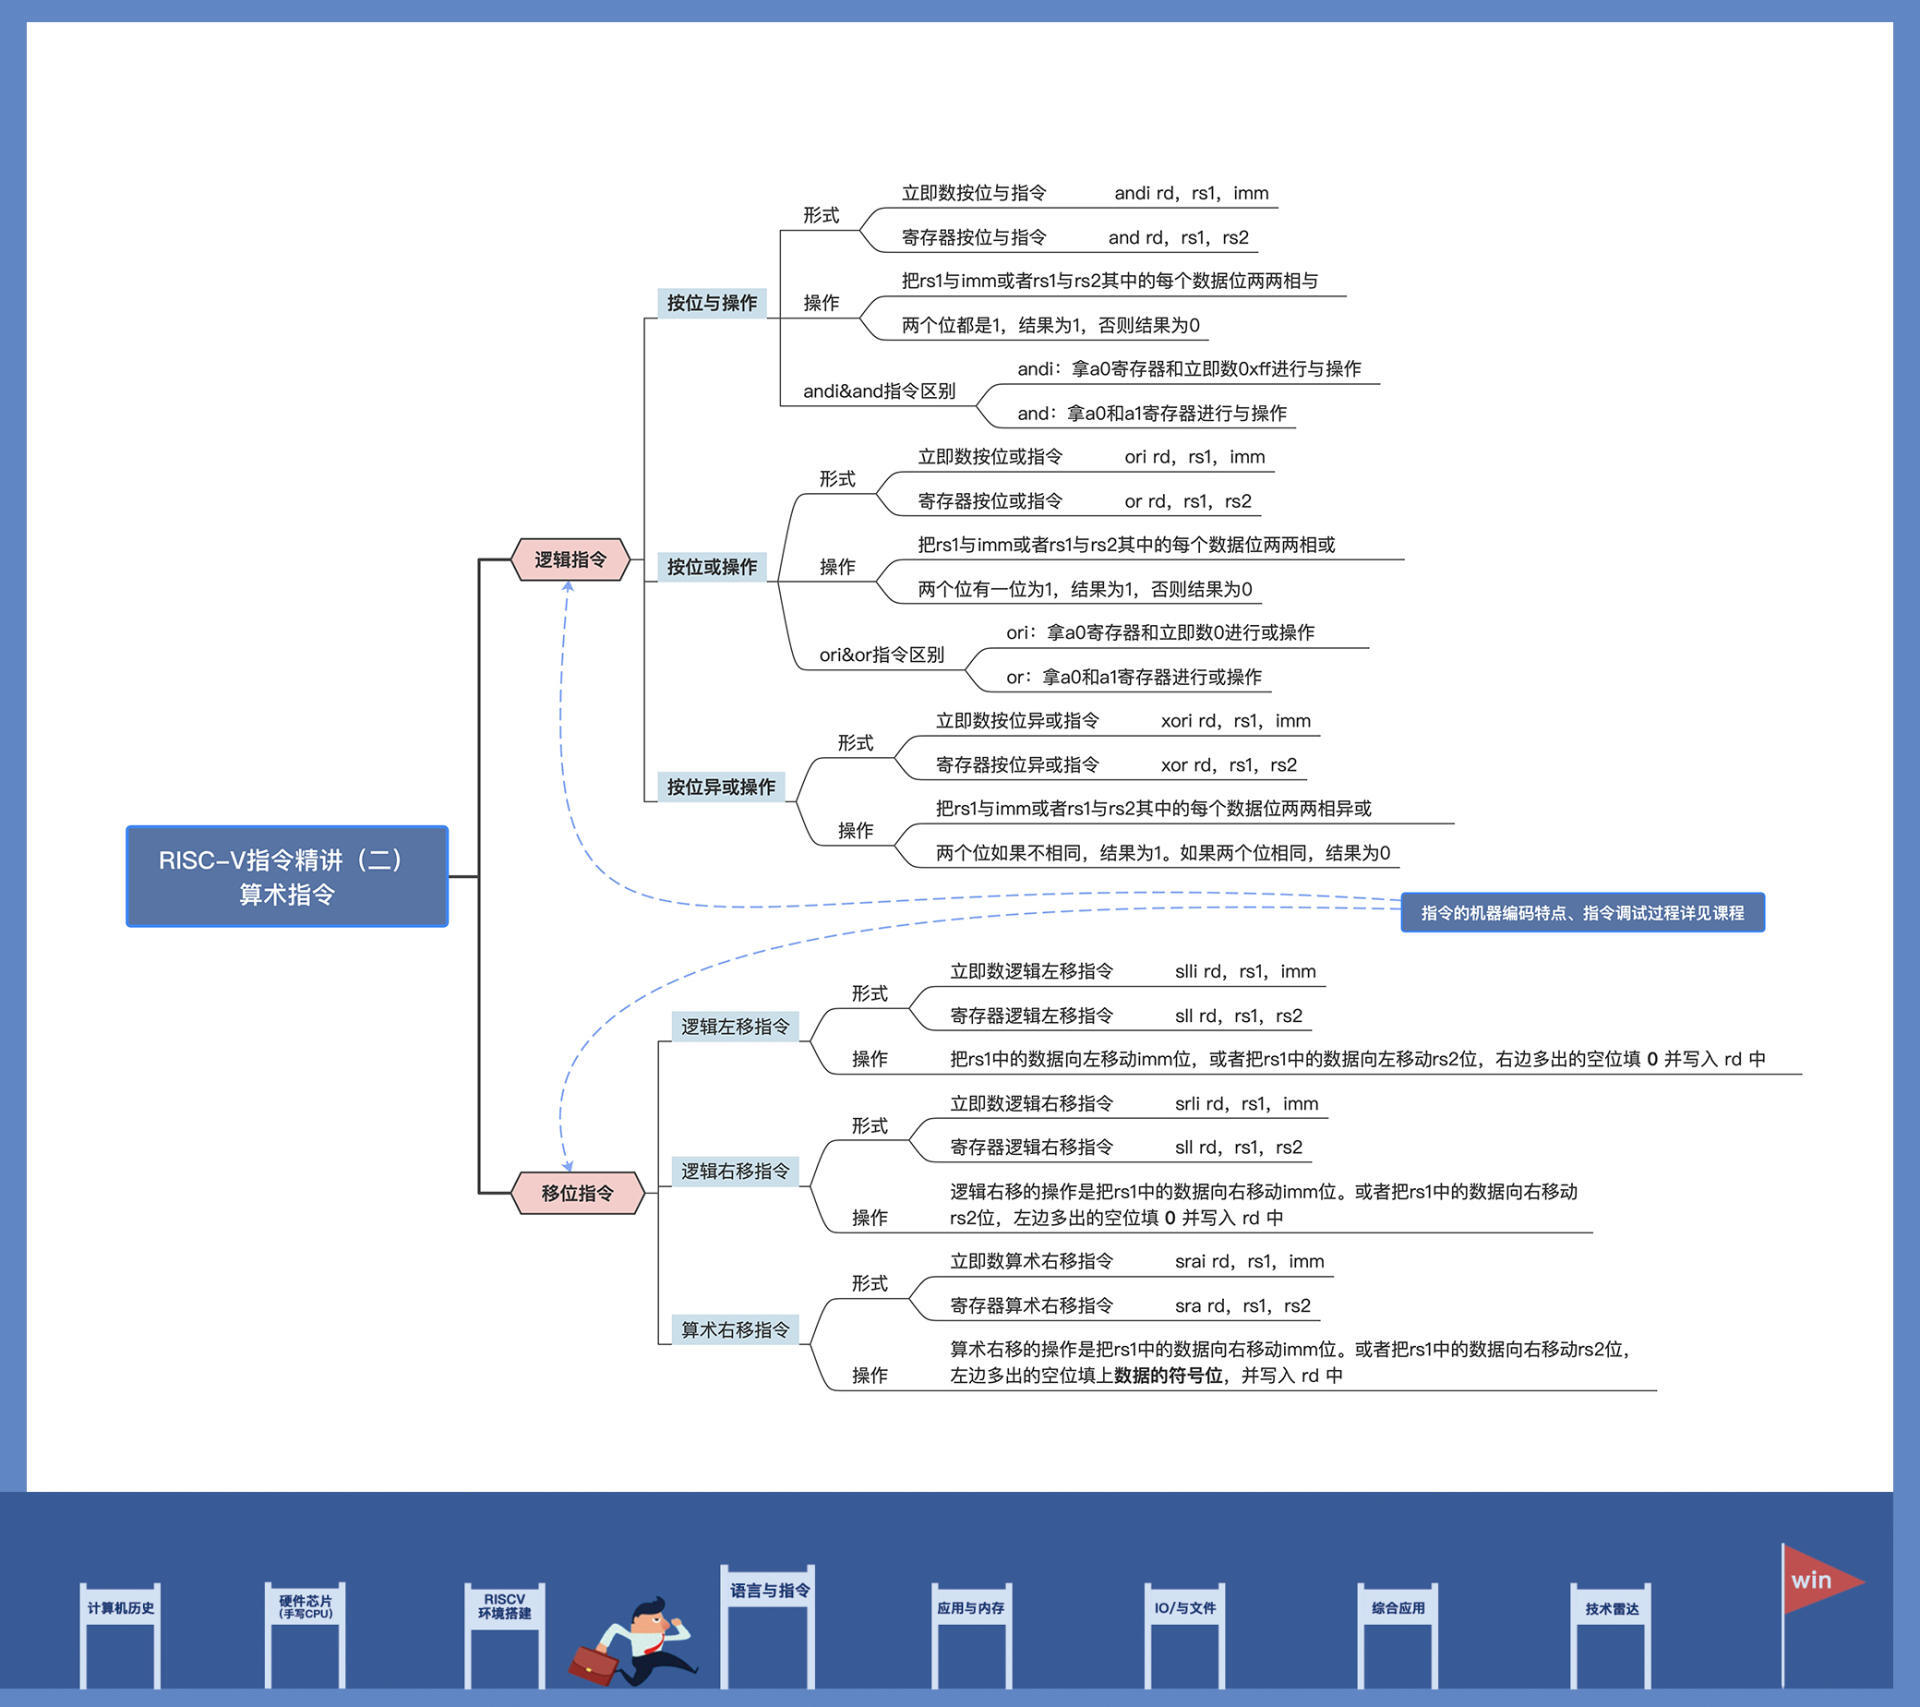 RISC-V指令精讲（二）
算术指令
逻辑指令
按位与操作
形式
立即数按位与指令 andi rd，rs1，imm
寄存器按位与指令 and rd，rs1，rs2
操作
把rs1与imm或者rs1与rs2其中的每个数据位两两相与
两个位都是1，结果为1，否则结果为0
andi&and指令区别
andi：拿a0寄存器和立即数0xff进行与操作
and：拿a0和a1寄存器进行与操作
按位或操作
形式
立即数按位或指令 ori rd，rs1，imm
寄存器按位或指令 or rd，rs1，rs2
操作
把rs1与imm或者rs1与rs2其中的每个数据位两两相或
两个位有一位为1，结果为1，否则结果为0
ori&or指令区别
ori：拿a0寄存器和立即数0进行或操作
or：拿a0和a1寄存器进行或操作
按位异或操作
形式
立即数按位异或指令 xori rd，rs1，imm
寄存器按位异或指令 xor rd，rs1，rs2
操作
把rs1与imm或者rs1与rs2其中的每个数据位两两相异或
两个位如果不相同，结果为1。如果两个位相同，结果为0
指令的机器编码特点、指令调试过程详见课程
移位指令
逻辑左移指令
形式
立即数逻辑左移指令 slli rd，rs1，imm
寄存器逻辑左移指令 sll rd，rs1，rs2
操作
把rs1中的数据向左移动imm位，或者把rs1中的数据向左移动rs2位，右边多出的空位填 0 并写入 rd 中
逻辑右移指令
形式
立即数逻辑右移指令 srli rd，rs1，imm
寄存器逻辑右移指令 sll rd，rs1，rs2
操作
逻辑右移的操作是把rs1中的数据向右移动imm位。或者把rs1中的数据向右移动
rs2位，左边多出的空位填 0 并写入 rd 中
算术右移指令
形式
立即数算术右移指令 srai rd，rs1，imm
寄存器算术右移指令 sra rd，rs1，rs2
操作
算术右移的操作是把rs1中的数据向右移动imm位。或者把rs1中的数据向右移动rs2位，
左边多出的空位填上数据的符号位，并写入 rd 中
计算机历史
硬件芯片
（手写CPU）
RISCV
环境搭建
语言与指令
应用与内存
IO/与文件
综合应用
技术雷达
win